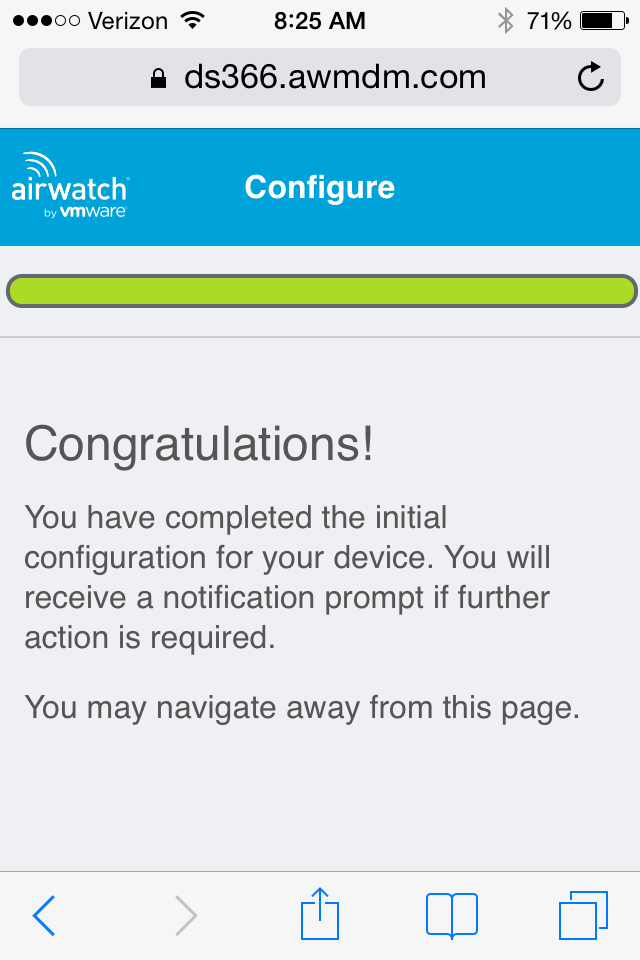 Verizon 8:25 AM 71%
ds366.awmdm.com
airwatch
by vmware
Configure
Congratulations!
You have completed the initial
configuration for your device. You will
receive a notification prompt if further
action is required.
You may navigate away from this page.